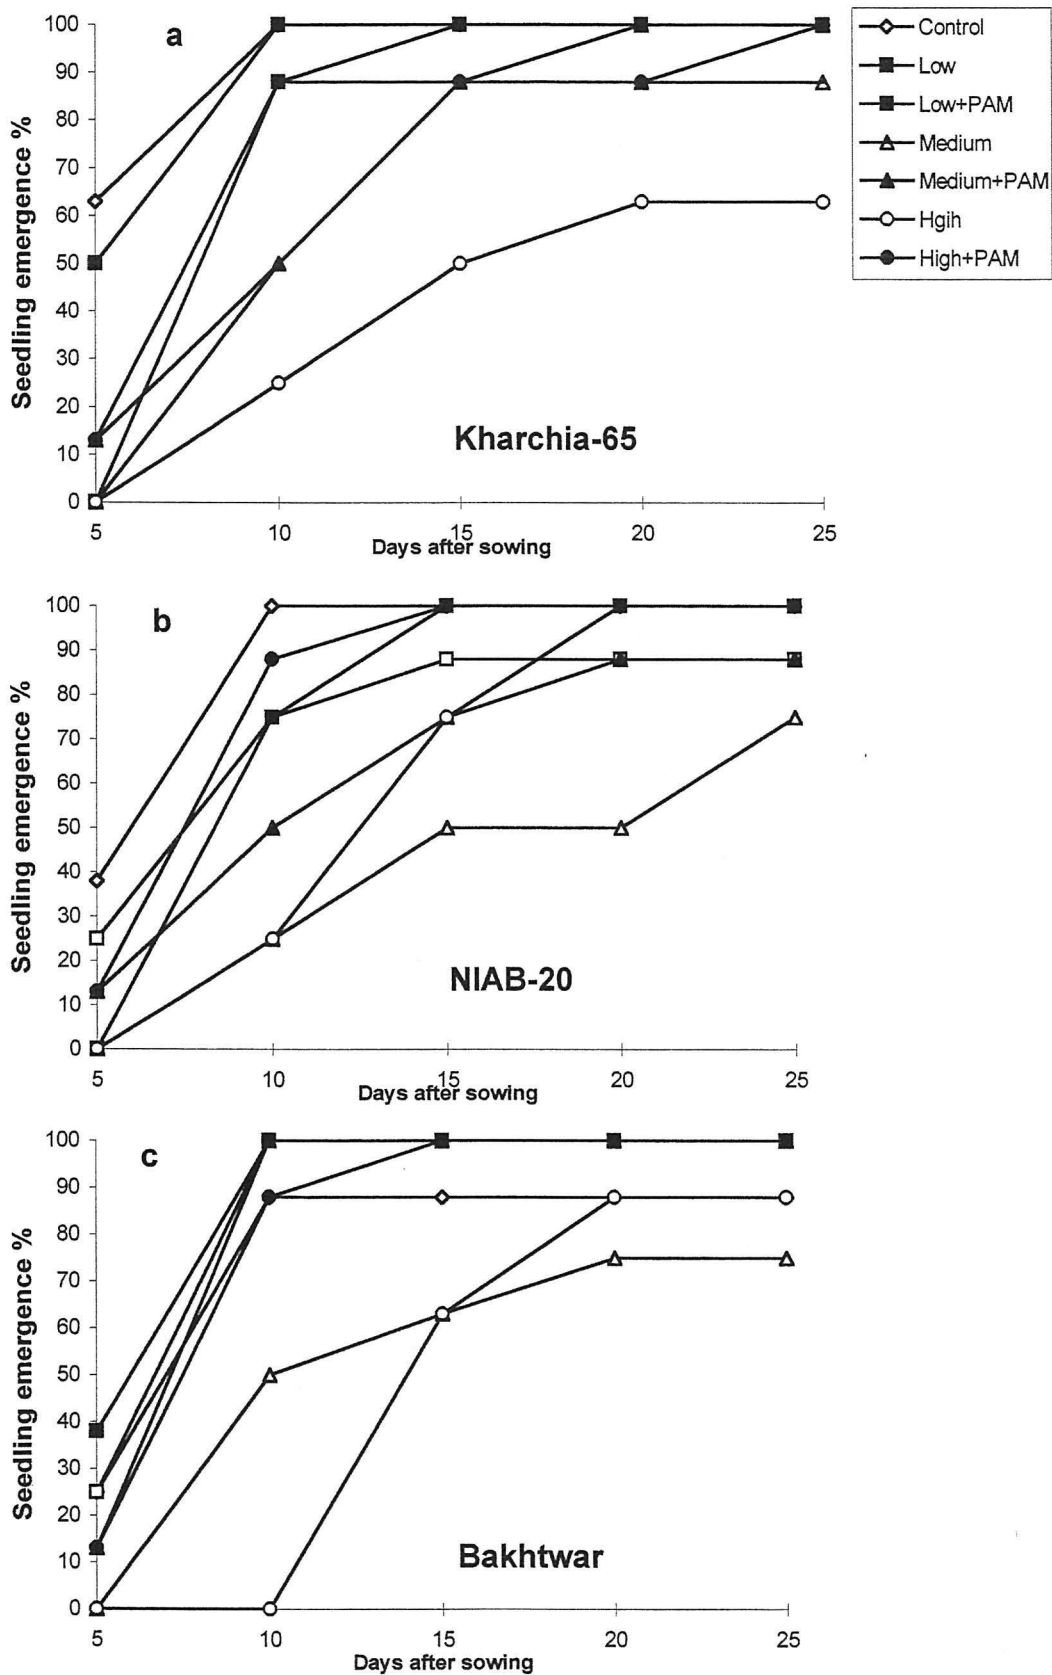 a
100
90
80
70
60
50
40
30
20
10
0
Seedling emergence %
Kharchia-65
5 10 15 20 25
Days after sowing
Control
Low
Low+PAM
Medium
Medium+PAM
Hgih
High+PAM
b
100
90
80
70
60
50
40
30
20
10
0
Seedling emergence %
NIAB-20
5 10 15 20 25
Days after sowing
c
100
90
80
70
60
50
40
30
20
10
0
Seedling emergence %
Bakhtwar
5 10 15 20 25
Days after sowing